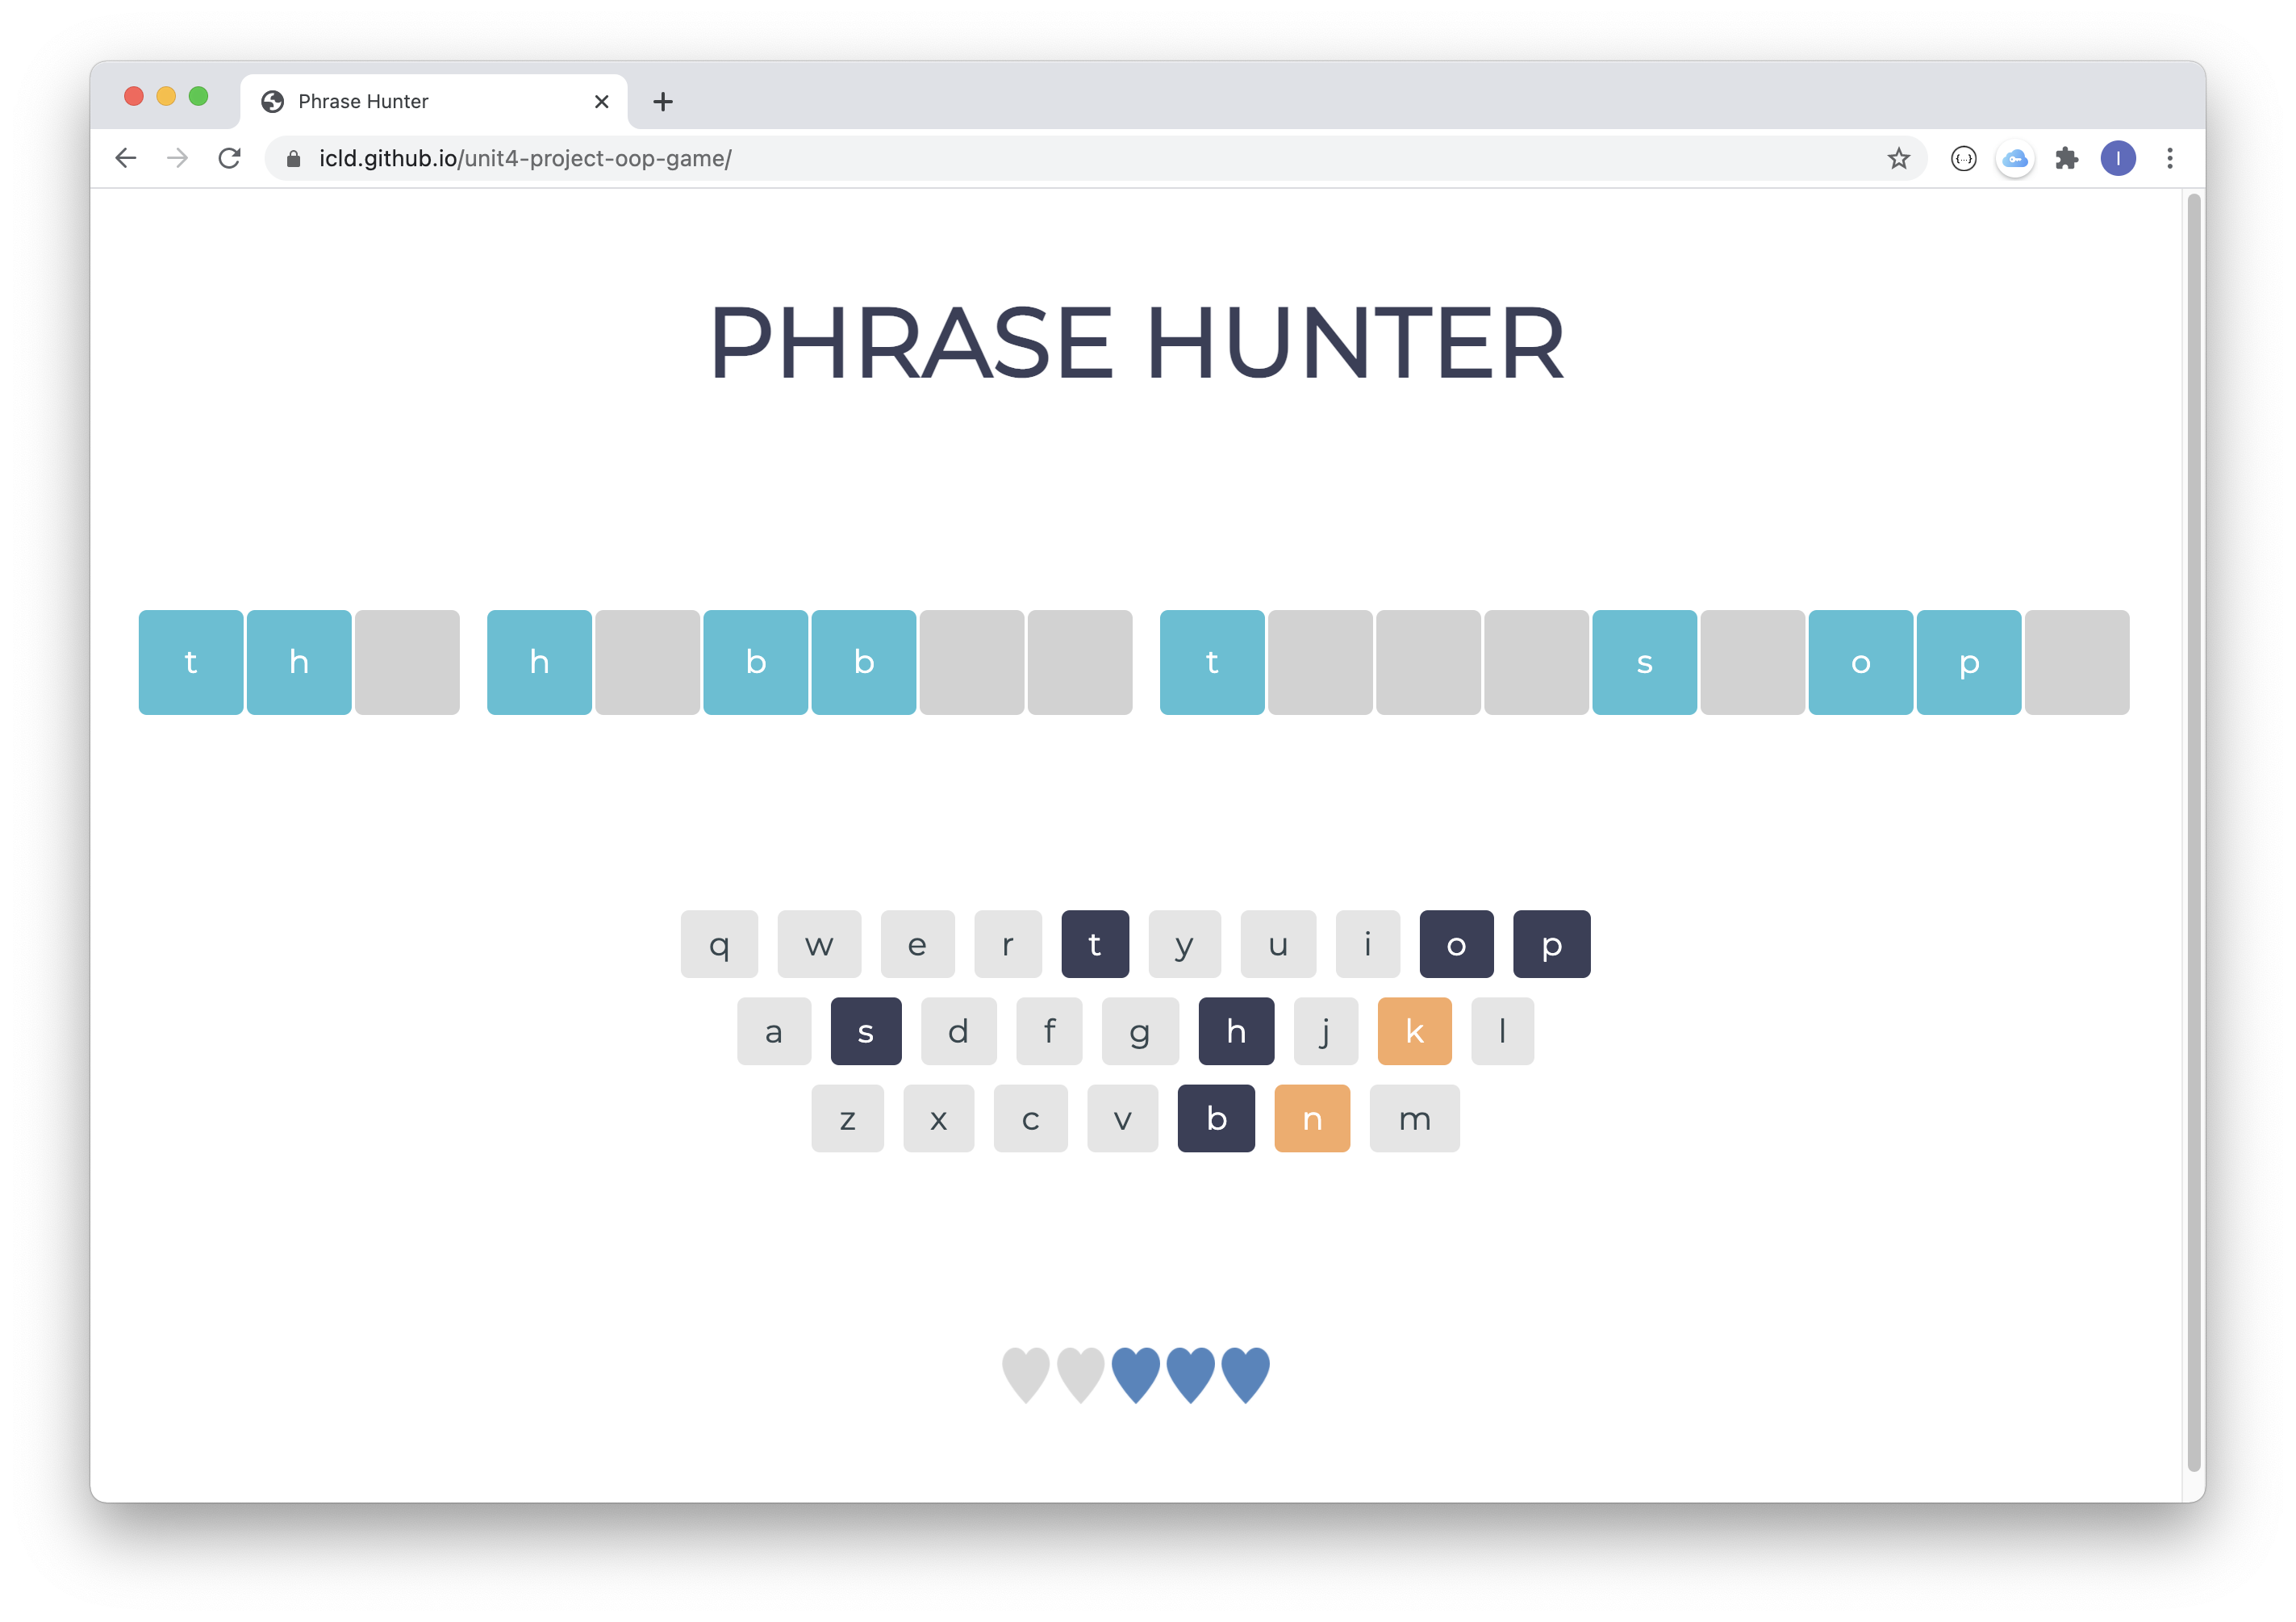 Phrase Hunter
icld.github.io/unit4-project-oop-game/
{...}
I
PHRASE HUNTER
t h h b b t s o p
q w e r t y u i o p
a s d f g h j k l
z x c v b n m